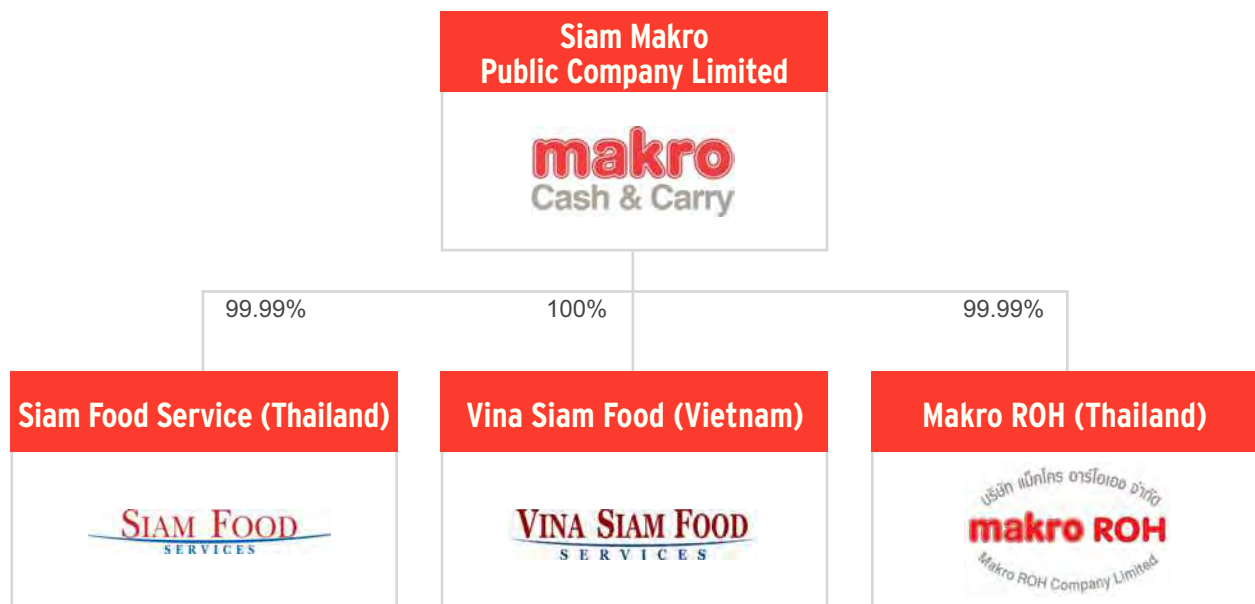 Siam Makro
Public Company Limited
makro
Cash & Carry
99.99%
100%
99.99%
Siam Food Service (Thailand)
Vina Siam Food (Vietnam)
Makro ROH (Thailand)
SIAM FOOD
SERVICES
VINA SIAM FOOD
SERVICES
บริษัท แม็คโคร อาร์โอเอช จำกัด
makro ROH
Makro ROH Company Limited